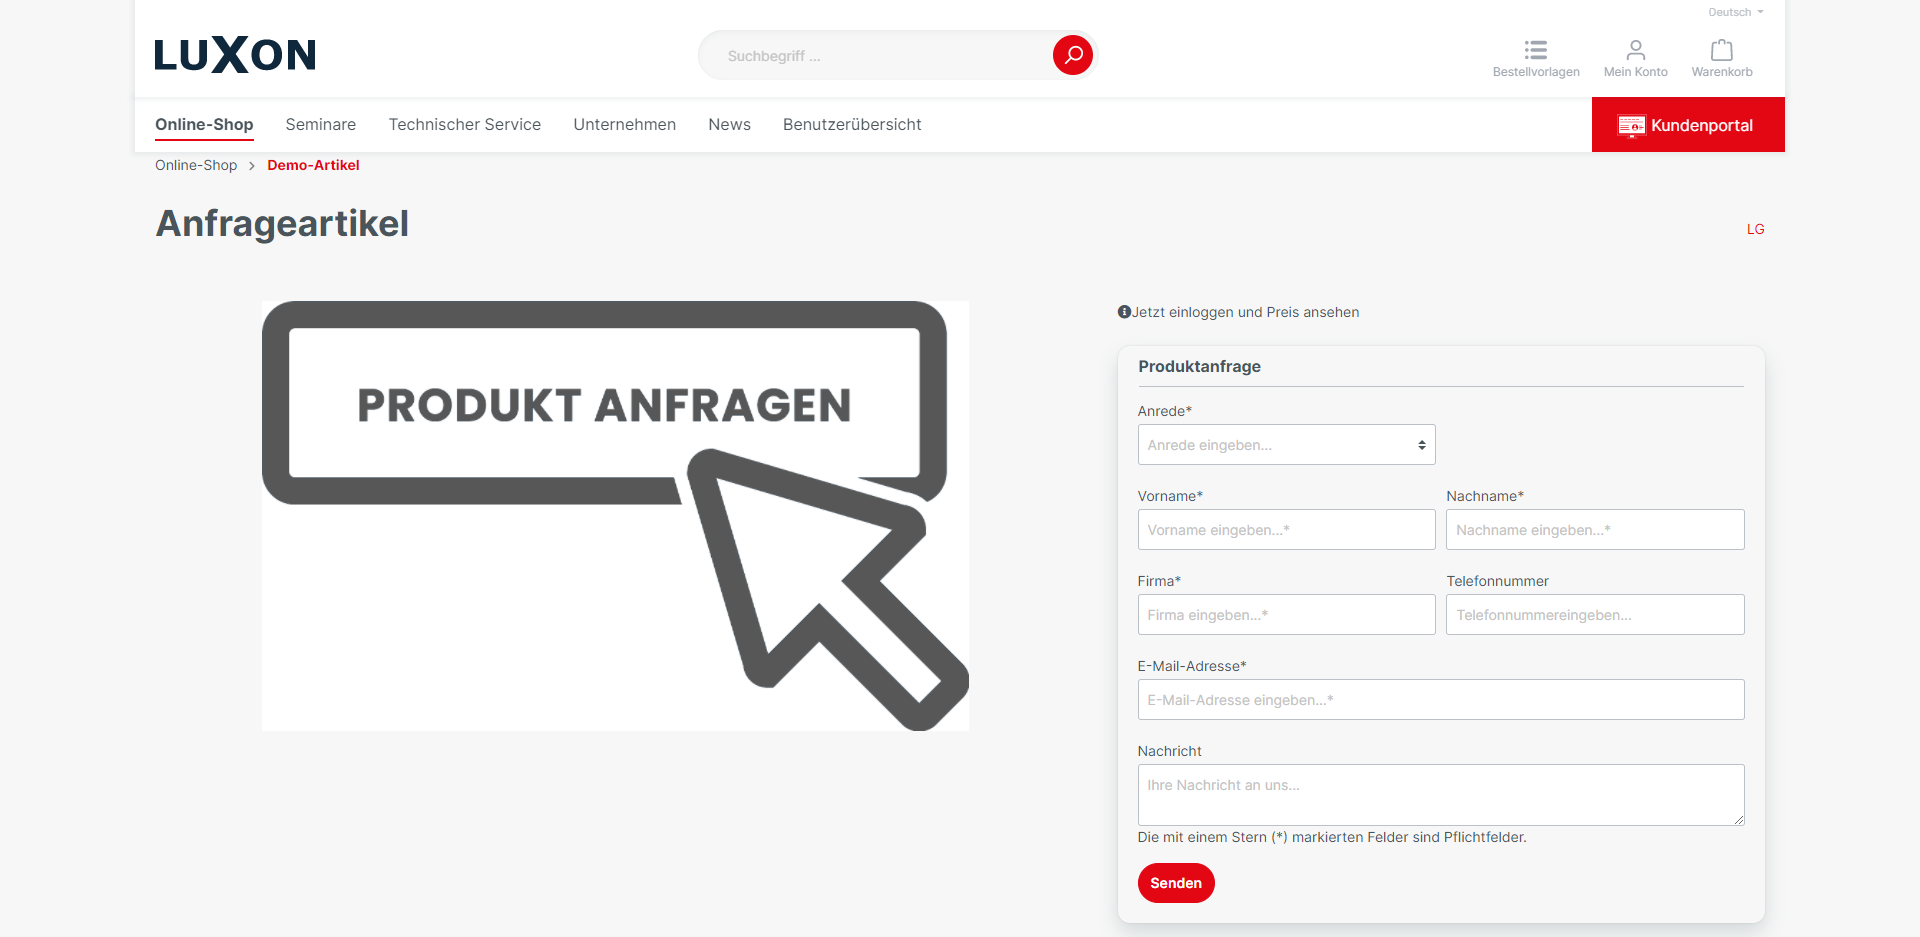 Deutsch
LUXON
Suchbegriff ...
Bestellvorlagen
Mein Konto
Warenkorb
Online-Shop
Seminare
Technischer Service
Unternehmen
News
Benutzerübersicht
Kundenportal
Online-Shop
Demo-Artikel
Anfrageartikel
LG
PRODUKT ANFRAGEN
Jetzt einloggen und Preis ansehen
Produktanfrage
Anrede*
Anrede eingeben...
Vorname*
Nachname*
Vorname eingeben...*
Nachname eingeben...*
Firma*
Telefonnummer
Firma eingeben...*
Telefonnummereingeben...
E-Mail-Adresse*
E-Mail-Adresse eingeben...*
Nachricht
Ihre Nachricht an uns...
Die mit einem Stern (*) markierten Felder sind Pflichtfelder.
Senden